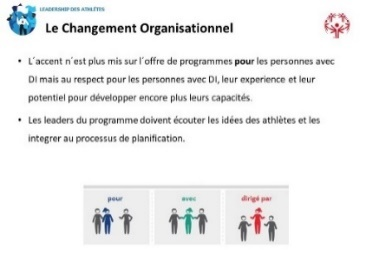 LEADERSHIP DES ATHLÈTES
Le Changement Organisationnel
• L´accent n´est plus mis sur l´offre de programmes pour les personnes avec
DI mais au respect pour les personnes avec DI, leur experience et leur
potentiel pour développer encore plus leurs capacités.
• Les leaders du programme doivent écouter les idées des athlètes et les
integrer au processus de planification.
pour avec dirigé par